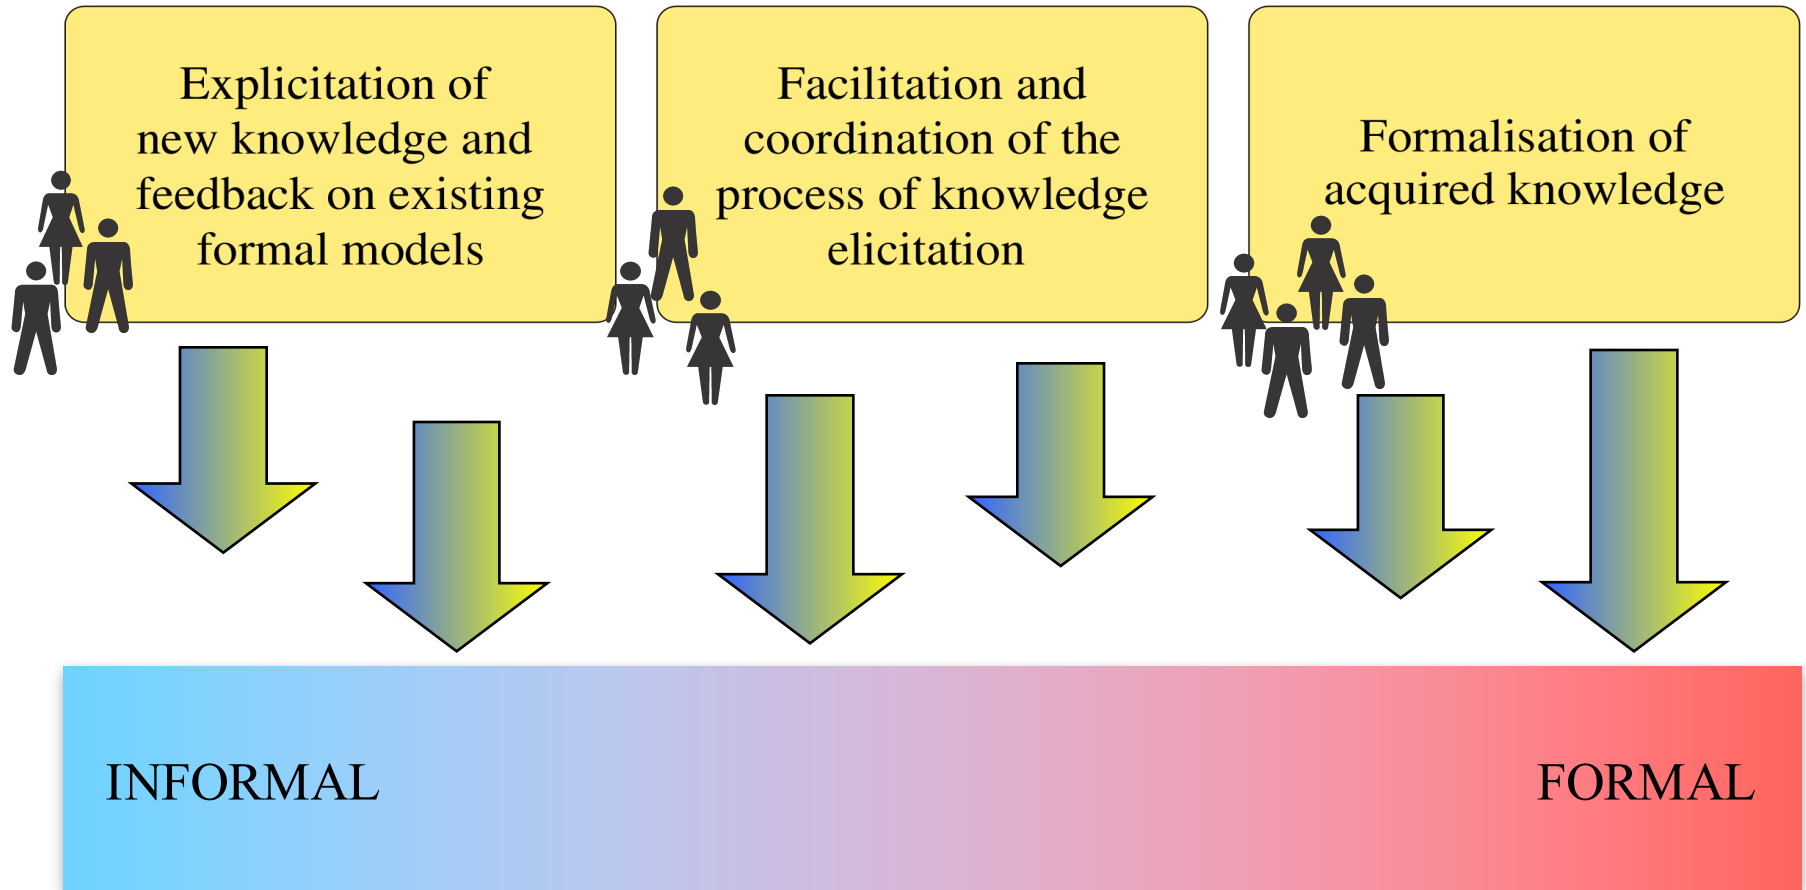 Explicitation of
new knowledge and
feedback on existing
formal models
Facilitation and
coordination of the
process of knowledge
elicitation
Formalisation of
acquired knowledge
INFORMAL
FORMAL